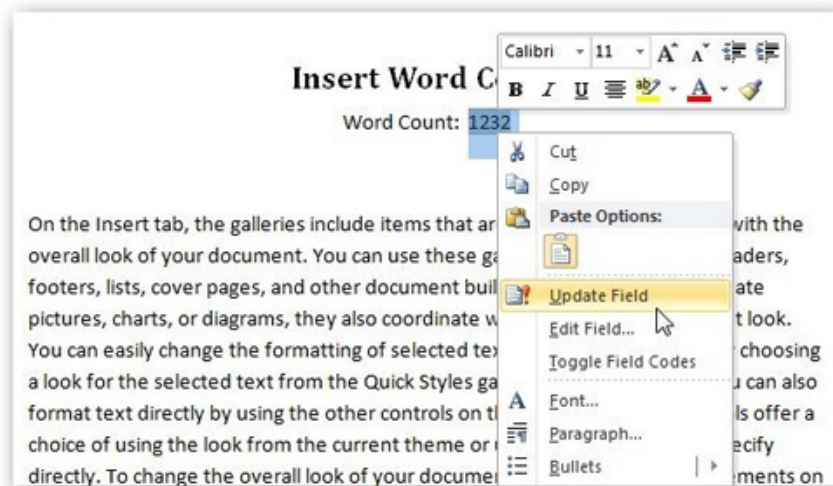 Calibri 11 A A
Insert Word C
B I U ab A
Word Count: 1232
Cut
Copy
Paste Options:
On the Insert tab, the galleries include items that ar with the
overall look of your document. You can use these ga aders,
footers, lists, cover pages, and other document buil ate
Update Field
pictures, charts, or diagrams, they also coordinate w t look.
Edit Field...
You can easily change the formatting of selected tex choosing
Toggle Field Codes
a look for the selected text from the Quick Styles ga u can also
A Font...
format text directly by using the other controls on th ls offer a
Paragraph...
choice of using the look from the current theme or u ecify
Bullets
directly. To change the overall look of your documen ements on